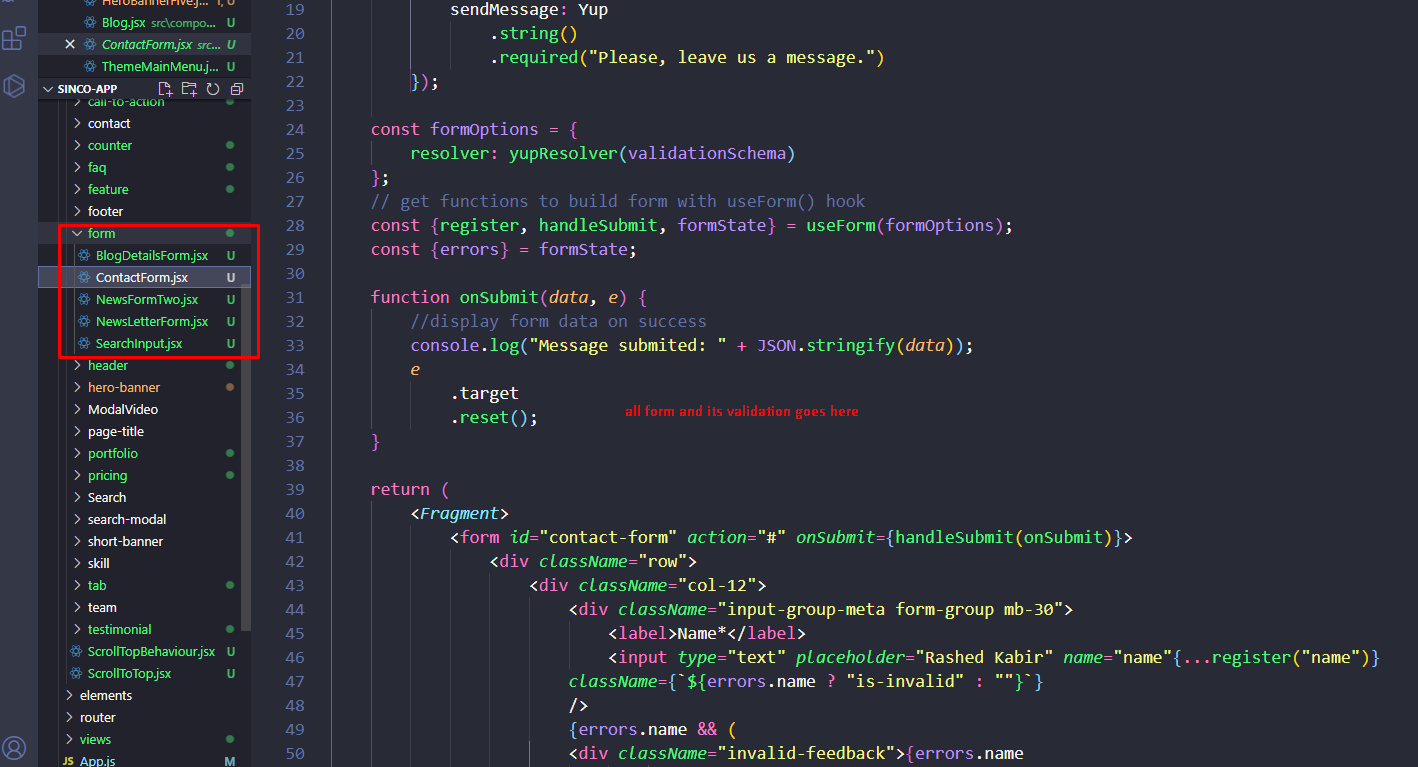 HeroBannerFive.j... 1, U
Blog.jsx src\compo... U
ContactForm.jsx src... U
ThemeMainMenu.j... U
SINCO-APP
call-to-action
contact
counter
faq
feature
footer
form
BlogDetailsForm.jsx U
ContactForm.jsx U
NewsFormTwo.jsx U
NewsLetterForm.jsx U
SearchInput.jsx U
header
hero-banner
ModalVideo
page-title
portfolio
pricing
Search
search-modal
short-banner
skill
tab
team
testimonial
ScrollTopBehaviour.jsx U
ScrollToTop.jsx U
elements
router
views
JS App.js M
19 sendMessage: Yup
20 .string()
21 .required("Please, leave us a message.")
22 });
23
24 const formOptions = {
25 resolver: yupResolver(validationSchema)
26 };
27 // get functions to build form with useForm() hook
28 const {register, handleSubmit, formState} = useForm(formOptions);
29 const {errors} = formState;
30
31 function onSubmit(data, e) {
32 //display form data on success
33 console.log("Message submited: " + JSON.stringify(data));
34 e
35 .target
36 .reset();
all form and its validation goes here
37 }
38
39 return (
40 <Fragment>
41 <form id="contact-form" action="#" onSubmit={handleSubmit(onSubmit)}>
42 <div className="row">
43 <div className="col-12">
44 <div className="input-group-meta form-group mb-30">
45 <label>Name*</label>
46 <input type="text" placeholder="Rashed Kabir" name="name"{...register("name")}
47 className={`${errors.name ? "is-invalid" : ""}`}
48 />
49 {errors.name && (
50 <div className="invalid-feedback">{errors.name